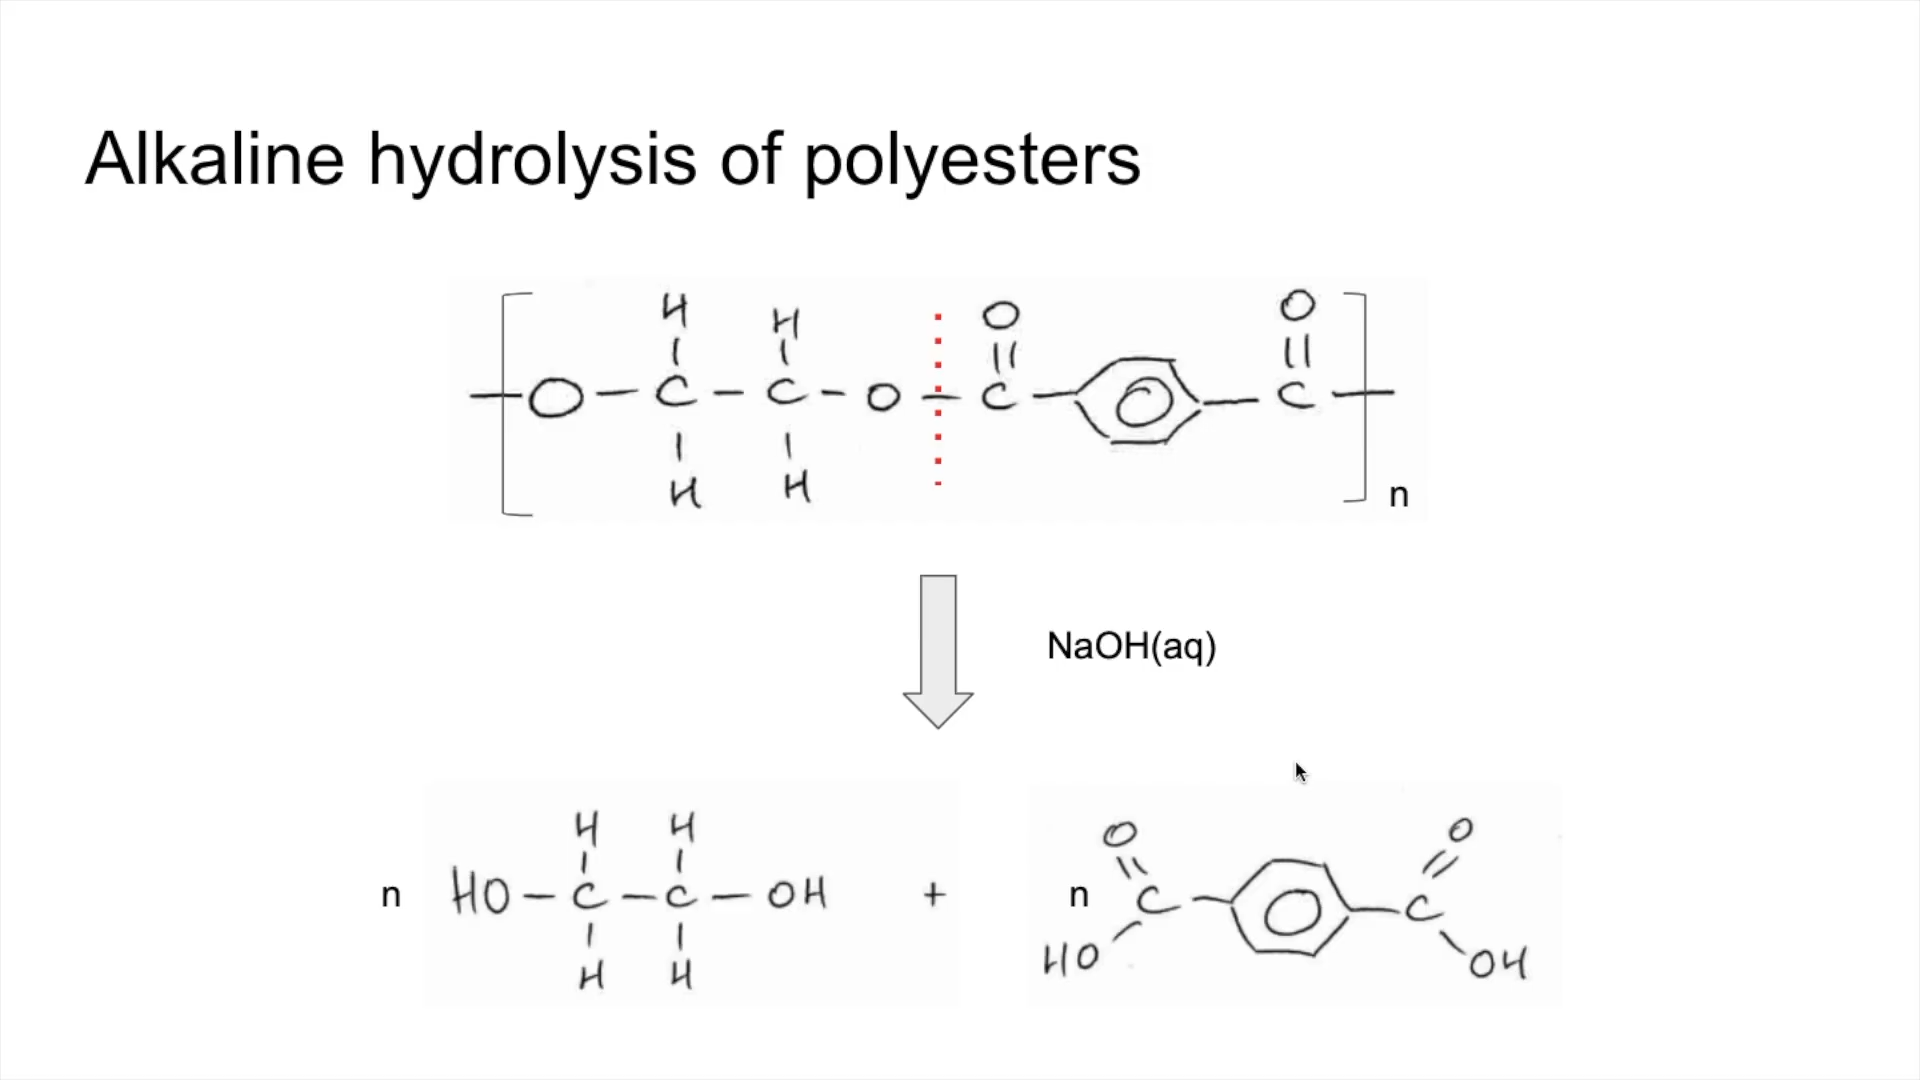 Alkaline hydrolysis of polyesters
H H O O
O C C O C C
H H n
NaOH(aq)
H H O O
n HO C C OH + n C C
H H HO OH